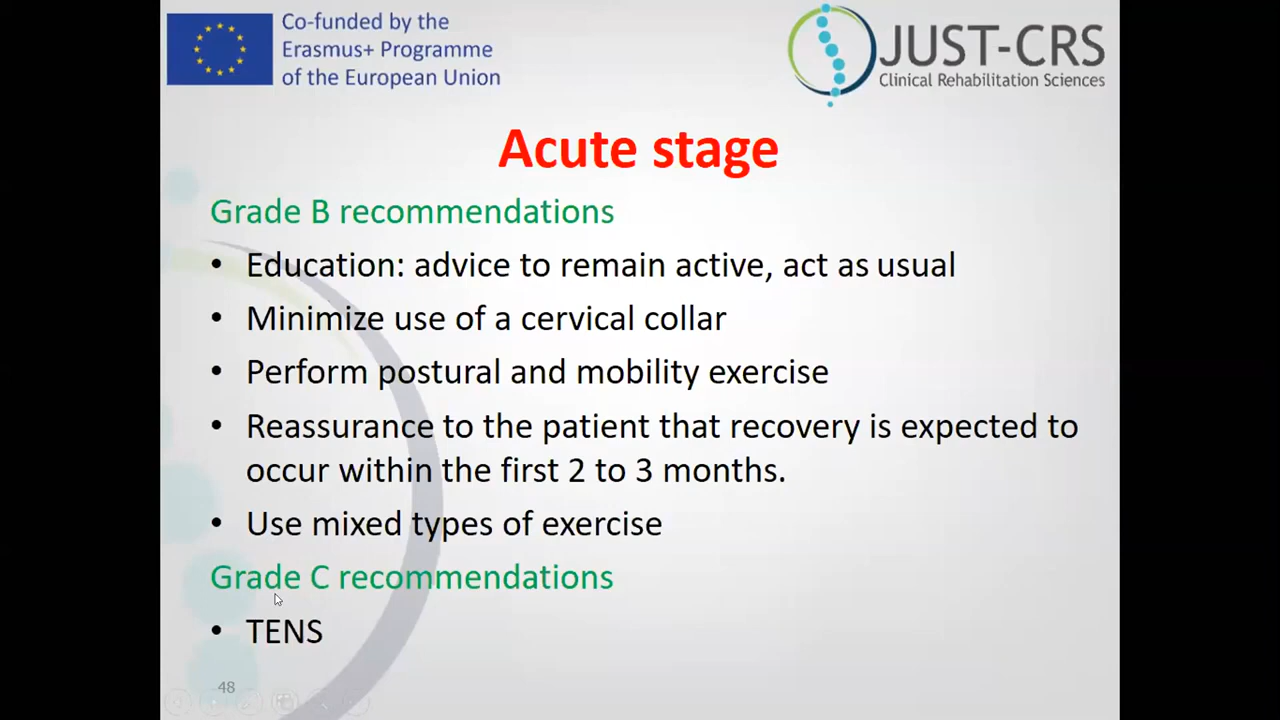 Co-funded by the
Erasmus+ Programme
of the European Union
JUST-CRS
Clinical Rehabilitation Sciences
Acute stage
Grade B recommendations
• Education: advice to remain active, act as usual
• Minimize use of a cervical collar
• Perform postural and mobility exercise
• Reassurance to the patient that recovery is expected to
occur within the first 2 to 3 months.
• Use mixed types of exercise
Grade C recommendations
• TENS
48